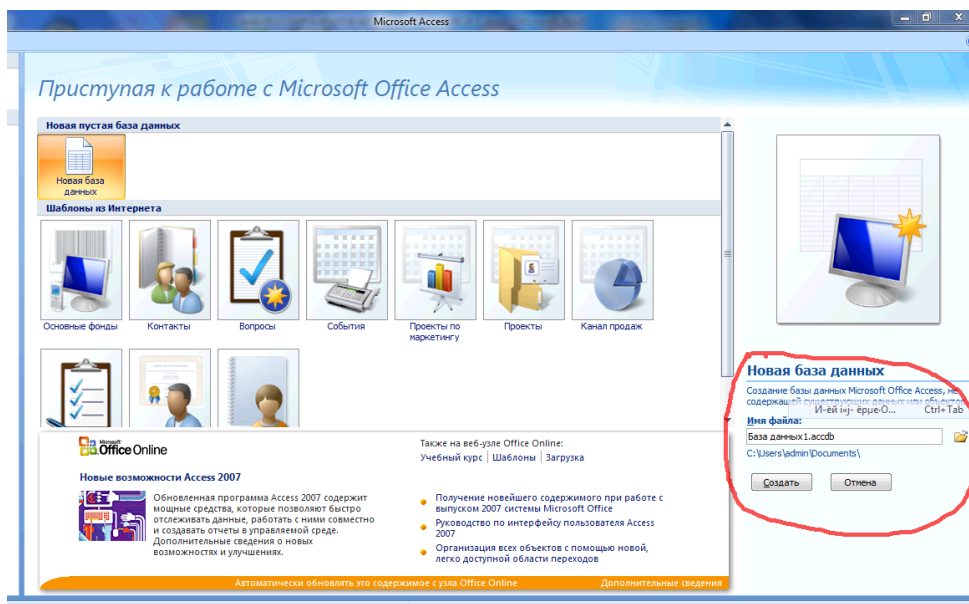 Microsoft Access
Приступая к работе с Microsoft Office Access
Новая пустая база данных
Новая база
данных
Шаблоны из Интернета
Основные фонды
Контакты
Вопросы
События
Проекты по
маркетингу
Проекты
Канал продаж
Microsoft
Office Online
Новые возможности Access 2007
Обновленная программа Access 2007 содержит
мощные средства, которые позволяют быстро
отслеживать данные, работать с ними совместно
и создавать отчеты в управляемой среде.
Дополнительные сведения о новых
возможностях и улучшениях.
Также на веб-узле Office Online:
Учебный курс | Шаблоны | Загрузка
Получение новейшего содержимого при работе с
выпуском 2007 системы Microsoft Office
Руководство по интерфейсу пользователя Access
2007
Организация всех объектов с помощью новой,
легко доступной области переходов
Автоматически обновлять это содержимое с узла Office Online
Дополнительные сведения
Новая база данных
Создание базы данных Microsoft Office Access, не
содержащей существующих данных или объектов.
Ctrl+Tab
Имя файла:
База данных1.accdb
C:\Users\admin\Documents\
Создать
Отмена